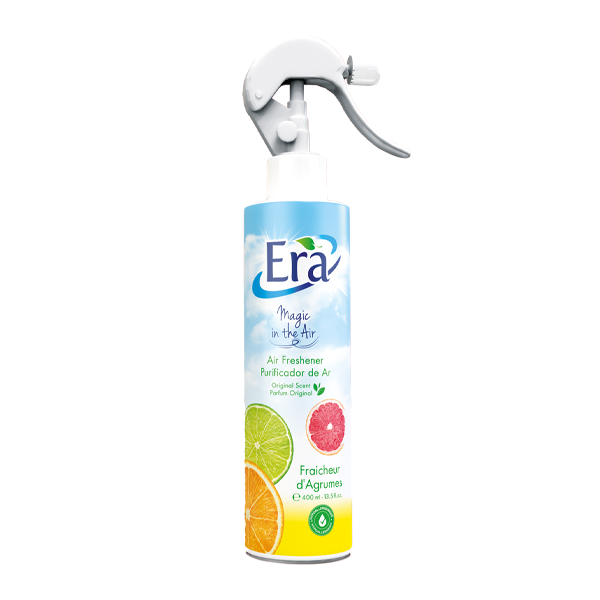 Era
Magic
in the Air
Air Freshener
Purificador de Ar
Original Scent
Parfum Original
Fraicheur
d'Agrumes
℮ 400 ml - 13.5 fl.oz.